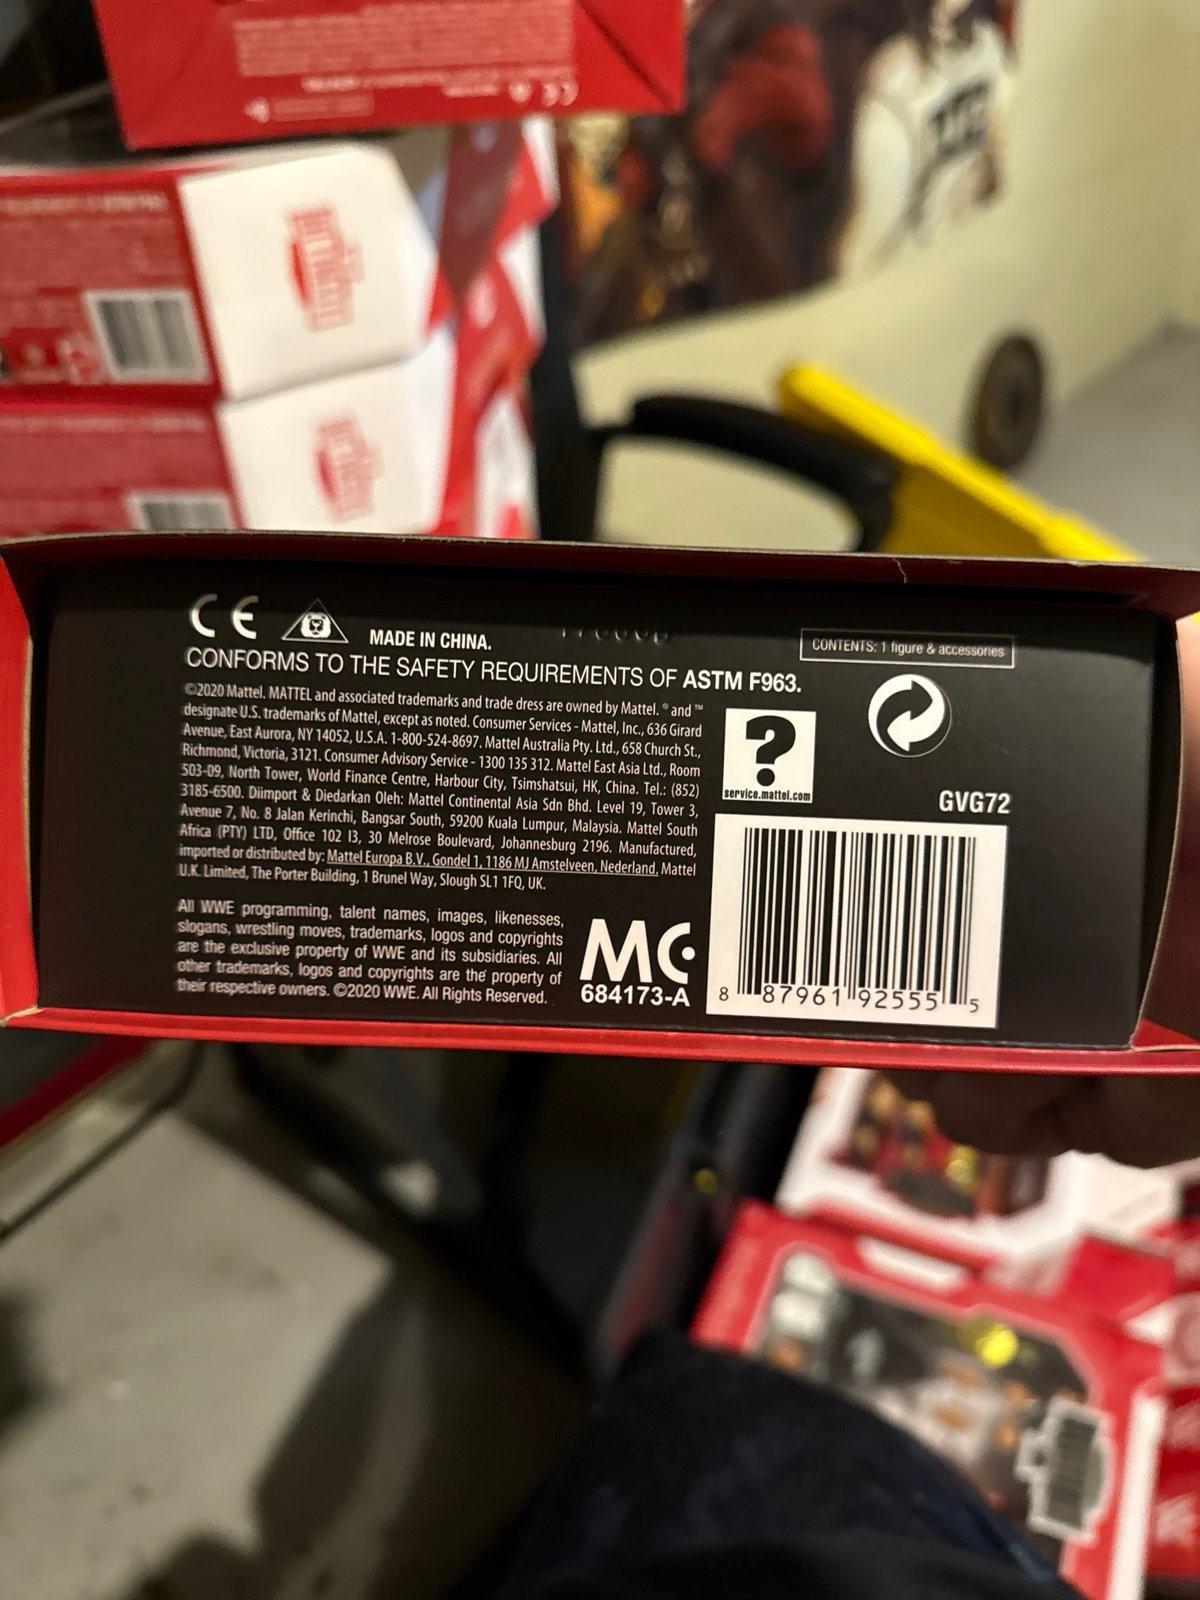 CE
MADE IN CHINA.
CONTENTS: 1 figure & accessories
CONFORMS TO THE SAFETY REQUIREMENTS OF ASTM F963.
©2020 Mattel. MATTEL and associated trademarks and trade dress are owned by Mattel. ® and ™
designate U.S. trademarks of Mattel, except as noted. Consumer Services - Mattel, Inc., 636 Girard
Avenue, East Aurora, NY 14052, U.S.A. 1-800-524-8697. Mattel Australia Pty. Ltd., 658 Church St.,
Richmond, Victoria, 3121. Consumer Advisory Service - 1300 135 312. Mattel East Asia Ltd., Room
503-09, North Tower, World Finance Centre, Harbour City, Tsimshatsui, HK, China. Tel.: (852)
3185-6500. Diimport & Diedarkan Oleh: Mattel Continental Asia Sdn Bhd. Level 19, Tower 3,
Avenue 7, No. 8 Jalan Kerinchi, Bangsar South, 59200 Kuala Lumpur, Malaysia. Mattel South
Africa (PTY) LTD, Office 102 I3, 30 Melrose Boulevard, Johannesburg 2196. Manufactured,
imported or distributed by: Mattel Europa B.V., Gondel 1, 1186 MJ Amstelveen, Nederland. Mattel
U.K. Limited, The Porter Building, 1 Brunel Way, Slough SL1 1FQ, UK.
?
service.mattel.com
GVG72
All WWE programming, talent names, images, likenesses,
slogans, wrestling moves, trademarks, logos and copyrights
are the exclusive property of WWE and its subsidiaries. All
other trademarks, logos and copyrights are the property of
their respective owners. ©2020 WWE. All Rights Reserved.
MC
684173-A
8 87961 92555 5